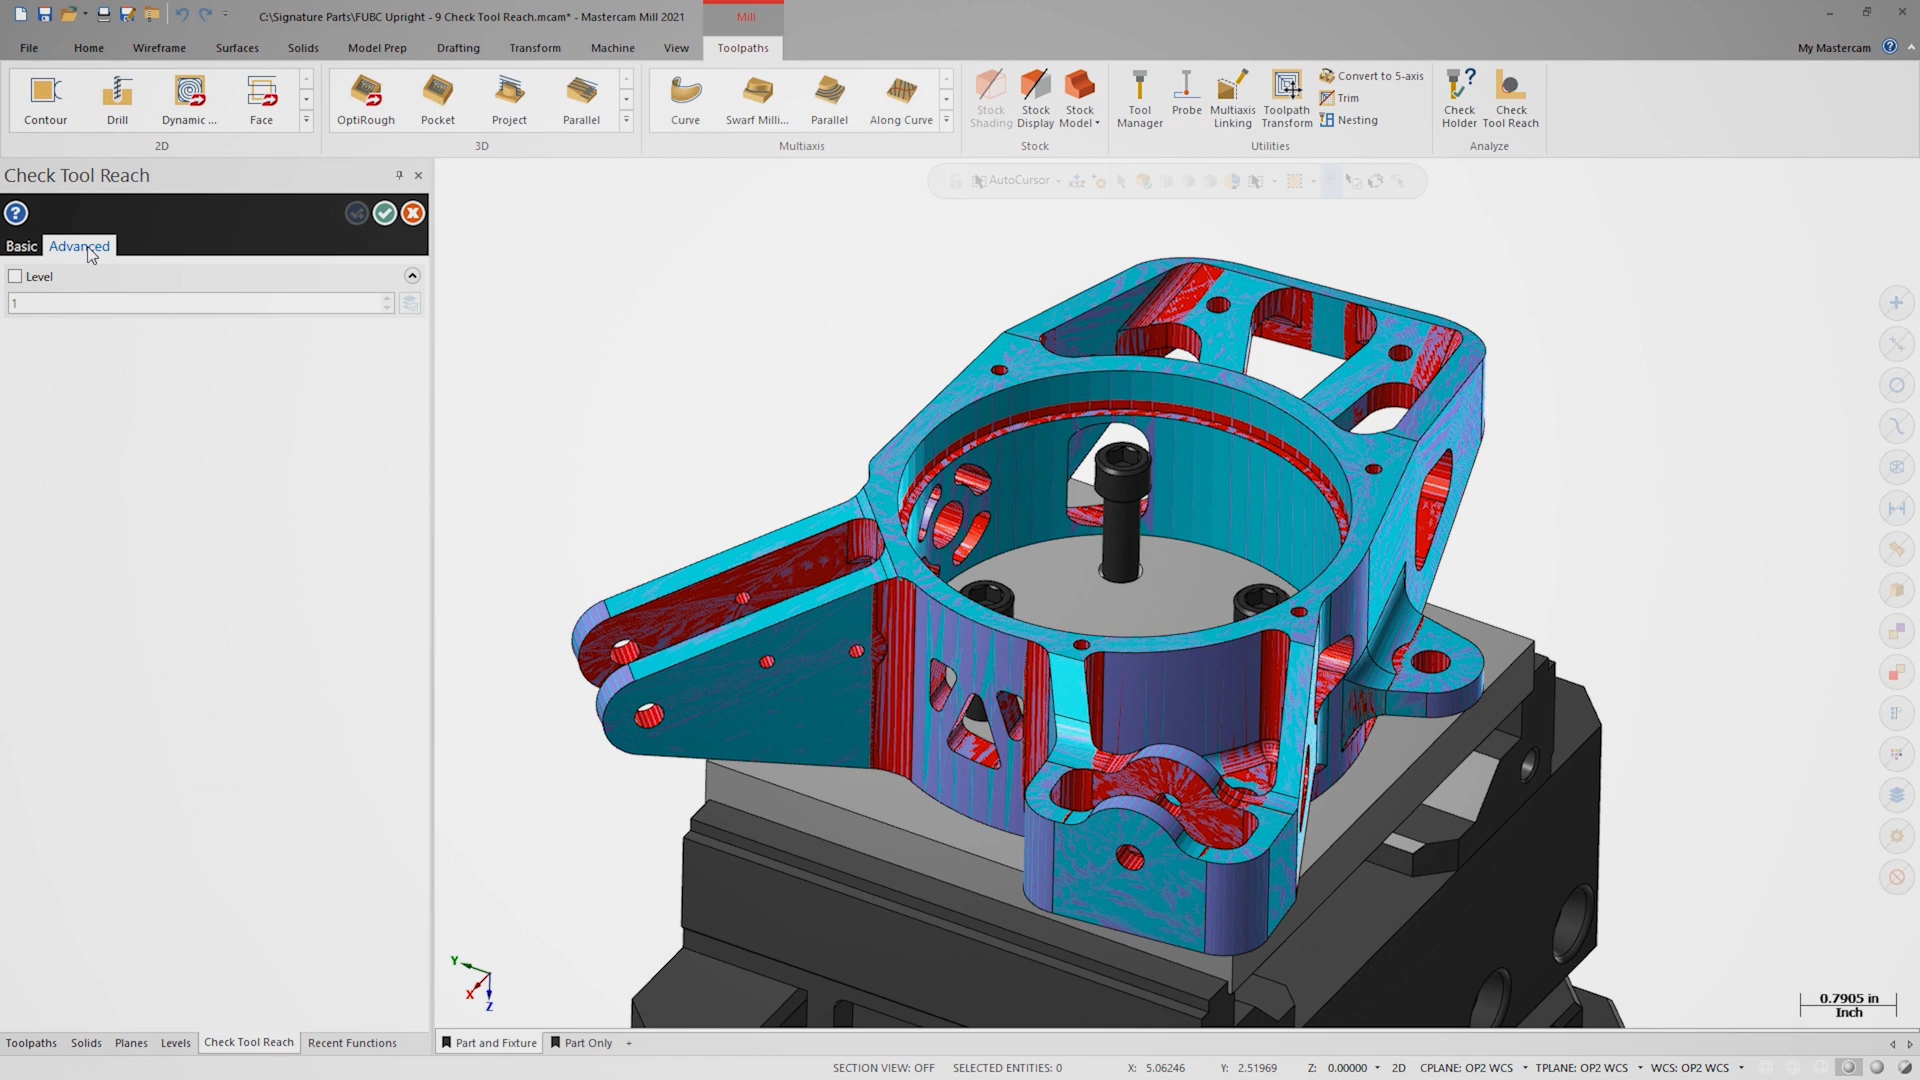 C:\Signature Parts\FUBC Upright - 9 Check Tool Reach.mcam* - Mastercam Mill 2021
Mill
File
Home
Wireframe
Surfaces
Solids
Model Prep
Drafting
Transform
Machine
View
Toolpaths
My Mastercam
Contour
Drill
Dynamic ...
Face
2D
OptiRough
Pocket
Project
Parallel
3D
Curve
Swarf Milli...
Parallel
Along Curve
Multiaxis
Stock Shading
Stock Display
Stock Model
Stock
Tool Manager
Probe
Multiaxis Linking
Toolpath Transform
Convert to 5-axis
Trim
Nesting
Utilities
Check Holder
Check Tool Reach
Analyze
Check Tool Reach
AutoCursor
Basic
Advanced
Level
1
Y
X
Z
0.7905 in
Inch
Toolpaths
Solids
Planes
Levels
Check Tool Reach
Recent Functions
Part and Fixture
Part Only
+
SECTION VIEW: OFF
SELECTED ENTITIES: 0
X: 5.06246
Y: 2.51969
Z: 0.00000
2D
CPLANE: OP2 WCS
TPLANE: OP2 WCS
WCS: OP2 WCS